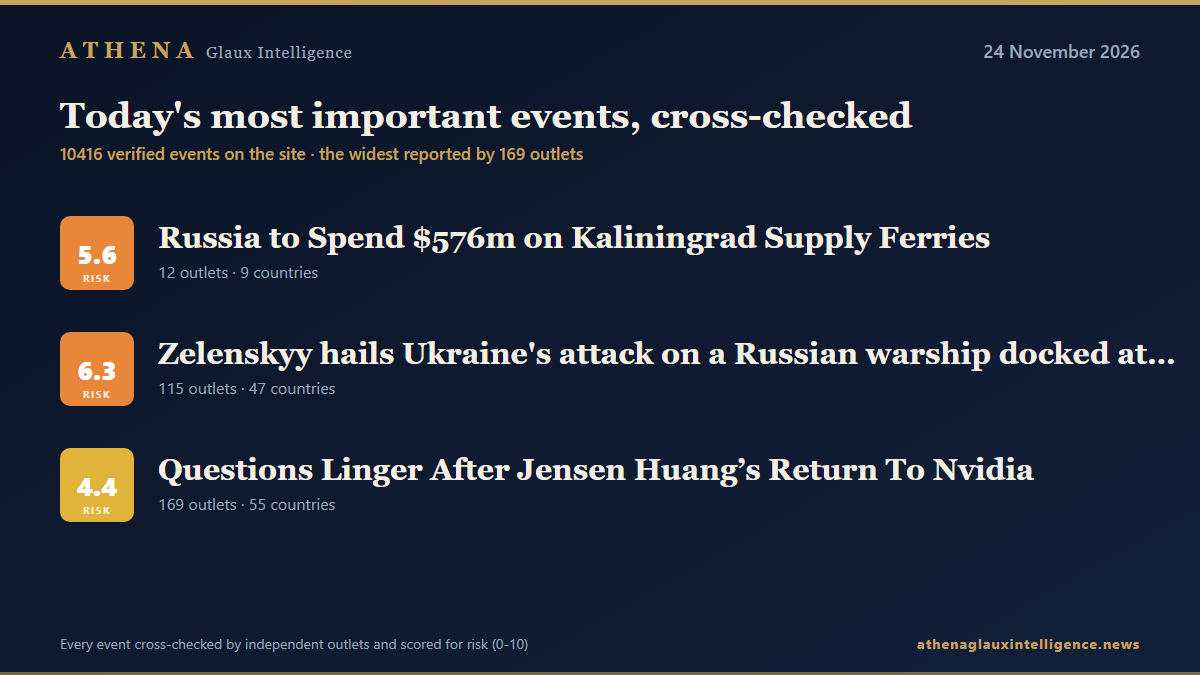 ATHENA Glaux Intelligence
24 November 2026
Today's most important events, cross-checked
10416 verified events on the site · the widest reported by 169 outlets
5.6
RISK
Russia to Spend $576m on Kaliningrad Supply Ferries
12 outlets · 9 countries
6.3
RISK
Zelenskyy hails Ukraine's attack on a Russian warship docked at...
115 outlets · 47 countries
4.4
RISK
Questions Linger After Jensen Huang’s Return To Nvidia
169 outlets · 55 countries
Every event cross-checked by independent outlets and scored for risk (0-10)
athenaglauxintelligence.news